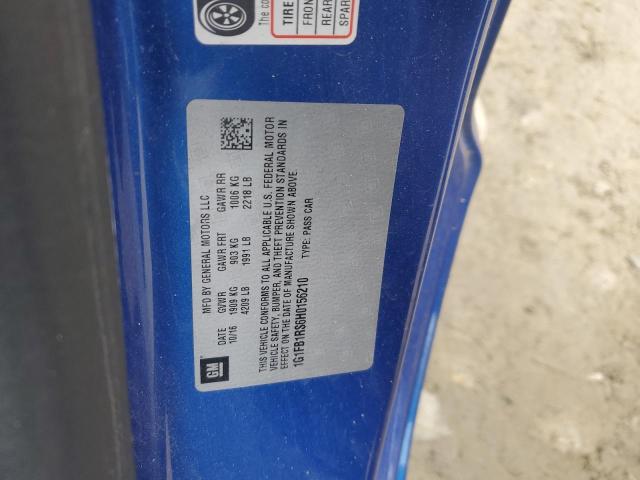 The co
TIRE
FRON
REAR
SPAR
GM
MFD BY GENERAL MOTORS LLC
DATE GVWR GAWR FRT GAWR RR
10/16 1909 KG 903 KG 1006 KG
4209 LB 1991 LB 2218 LB
THIS VEHICLE CONFORMS TO ALL APPLICABLE U.S. FEDERAL MOTOR
VEHICLE SAFETY, BUMPER, AND THEFT PREVENTION STANDARDS IN
EFFECT ON THE DATE OF MANUFACTURE SHOWN ABOVE.
1G1FB1RS6H0156210 TYPE: PASS CAR